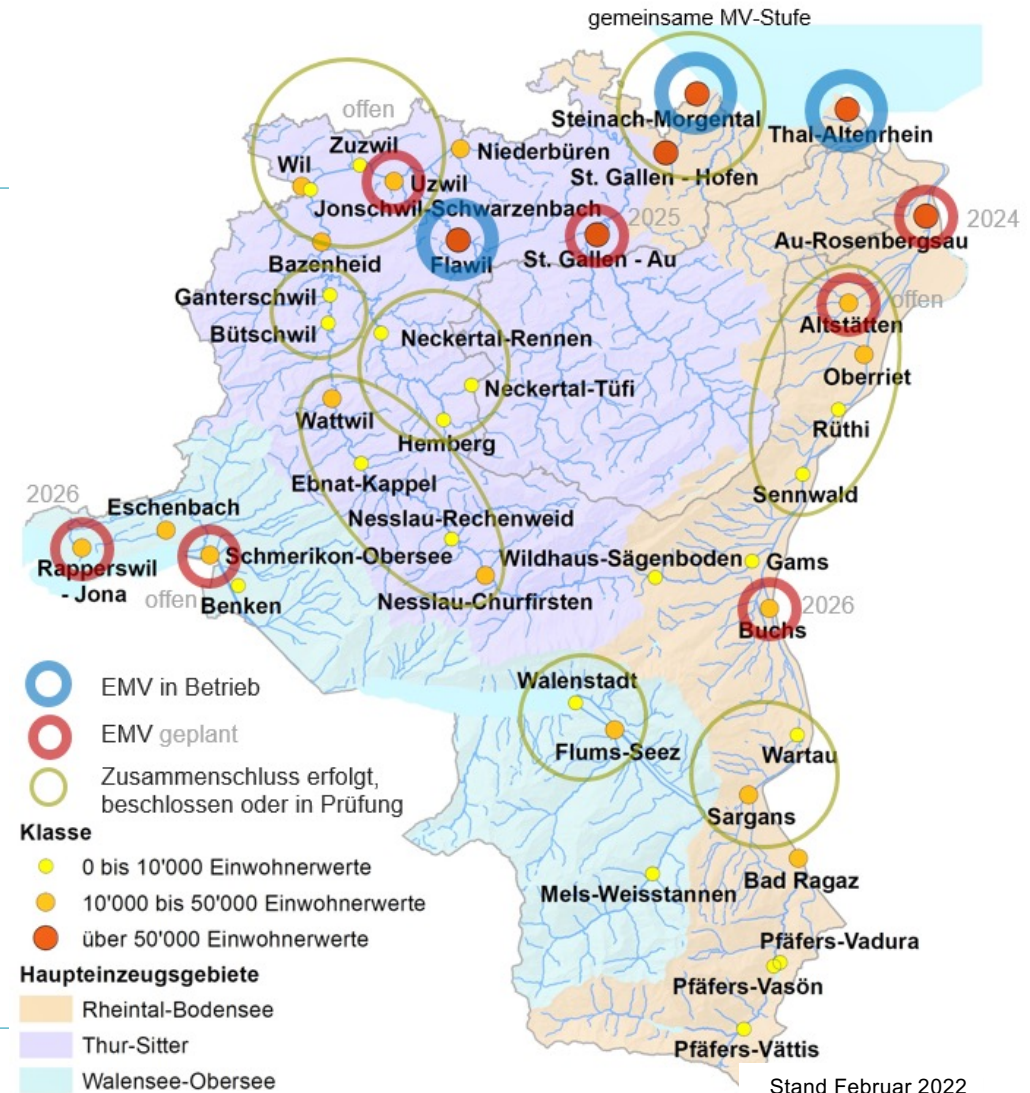 gemeinsame MV-Stufe
offen
Steinach-Morgental
Thal-Altenrhein
Zuzwil
Niederbüren
Wil
Uzwil
St. Gallen - Hofen
Jonschwil-Schwarzenbach
2025
2024
Au-Rosenbergsau
Bazenheid
Flawil
St. Gallen - Au
Ganterschwil
offen
Altstätten
Bütschwil
Neckertal-Rennen
Oberriet
Neckertal-Tüfi
Wattwil
Rüthi
Hemberg
Ebnat-Kappel
Sennwald
2026
Eschenbach
Nesslau-Rechenweid
Schmerikon-Obersee
Wildhaus-Sägenboden
Gams
Rapperswil
- Jona
offen
Benken
Nesslau-Churfirsten
2026
Buchs
Walenstadt
EMV in Betrieb
EMV geplant
Flums-Seez
Wartau
Zusammenschluss erfolgt,
beschlossen oder in Prüfung
Sargans
Klasse
0 bis 10'000 Einwohnerwerte
Bad Ragaz
Mels-Weisstannen
10'000 bis 50'000 Einwohnerwerte
über 50'000 Einwohnerwerte
Pfäfers-Vadura
Haupteinzugsgebiete
Pfäfers-Vasön
Rheintal-Bodensee
Thur-Sitter
Pfäfers-Vättis
Walensee-Obersee
Stand Februar 2022